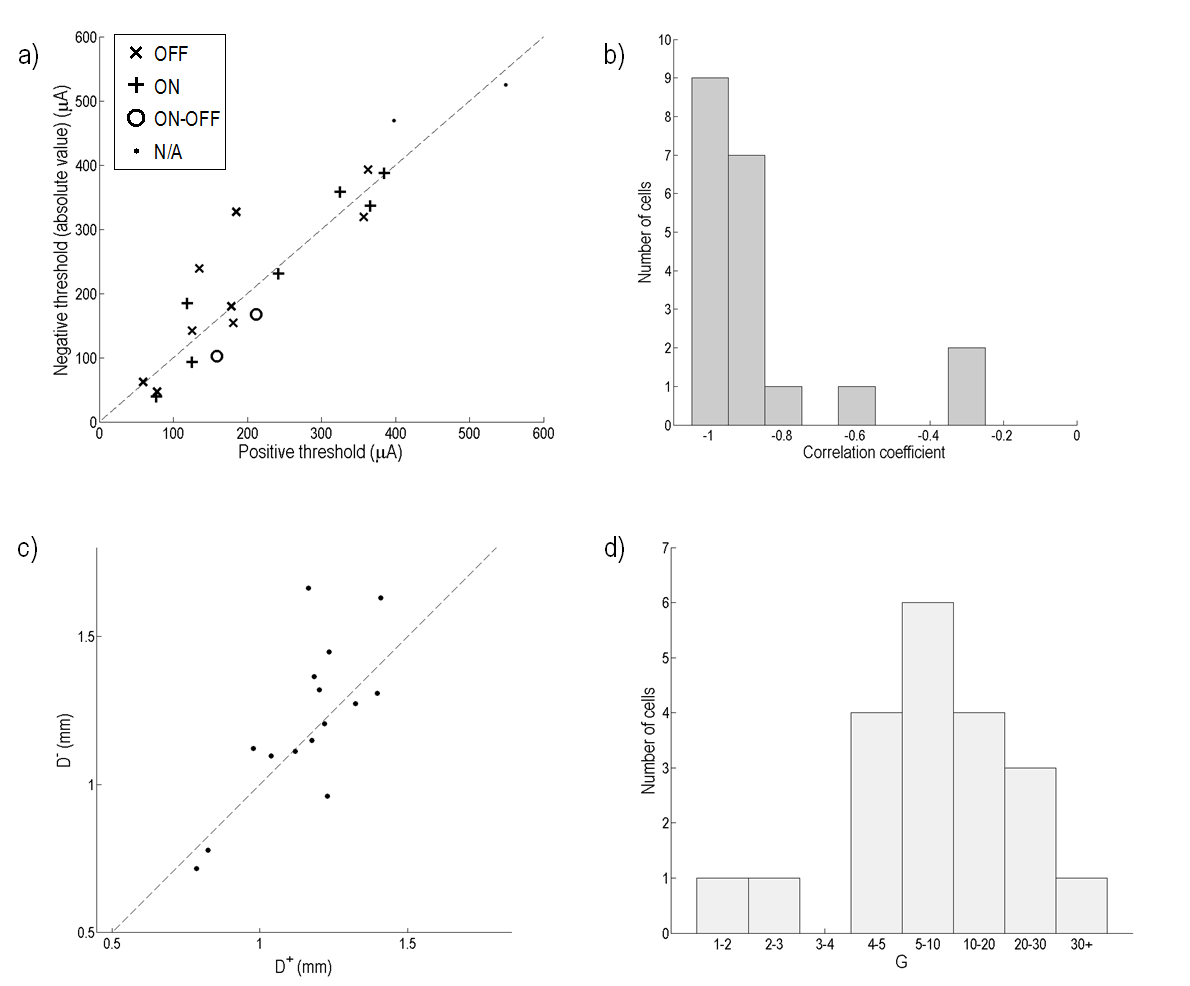 a)
OFF
ON
ON-OFF
N/A
600
500
400
300
200
100
0
Negative threshold (absolute value) (μA)
0 100 200 300 400 500 600
Positive threshold (μA)
b)
10
9
8
7
6
5
4
3
2
1
0
Number of cells
-1 -0.8 -0.6 -0.4 -0.2 0
Correlation coefficient
c)
1.5
1
0.5
D⁻ (mm)
0.5 1 1.5
D⁺ (mm)
d)
7
6
5
4
3
2
1
0
Number of cells
1-2 2-3 3-4 4-5 5-10 10-20 20-30 30+
G